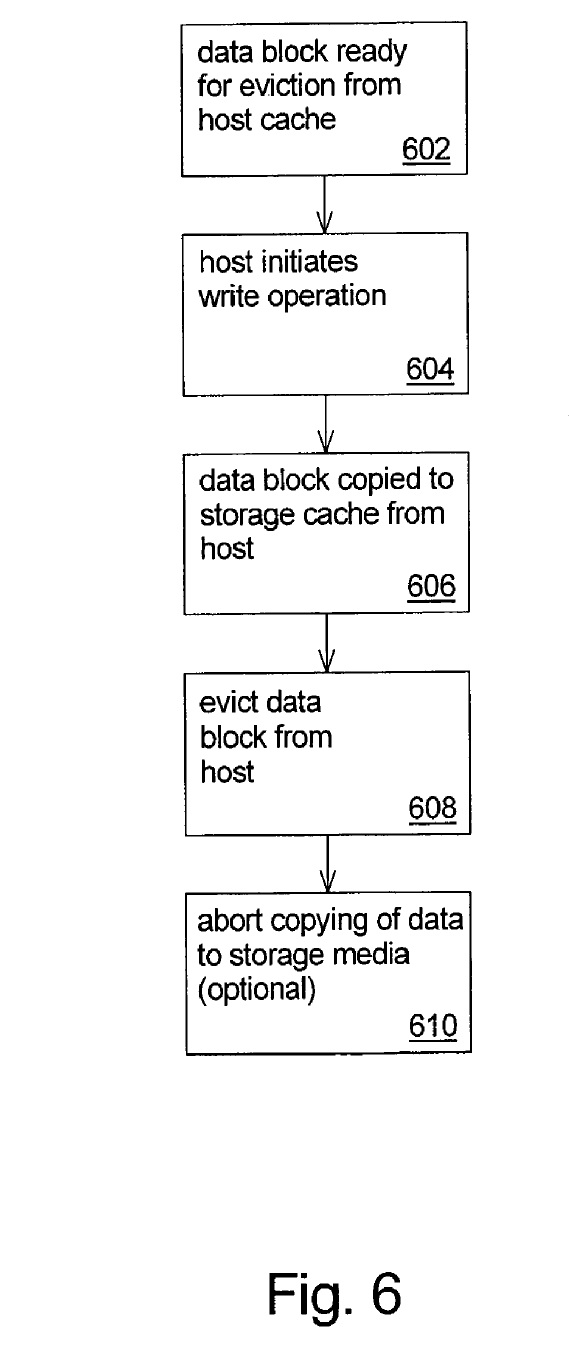 data block ready
for eviction from
host cache
602
host initiates
write operation
604
data block copied to
storage cache from
host
606
evict data
block from
host
608
abort copying of data
to storage media
(optional)
610
Fig. 6